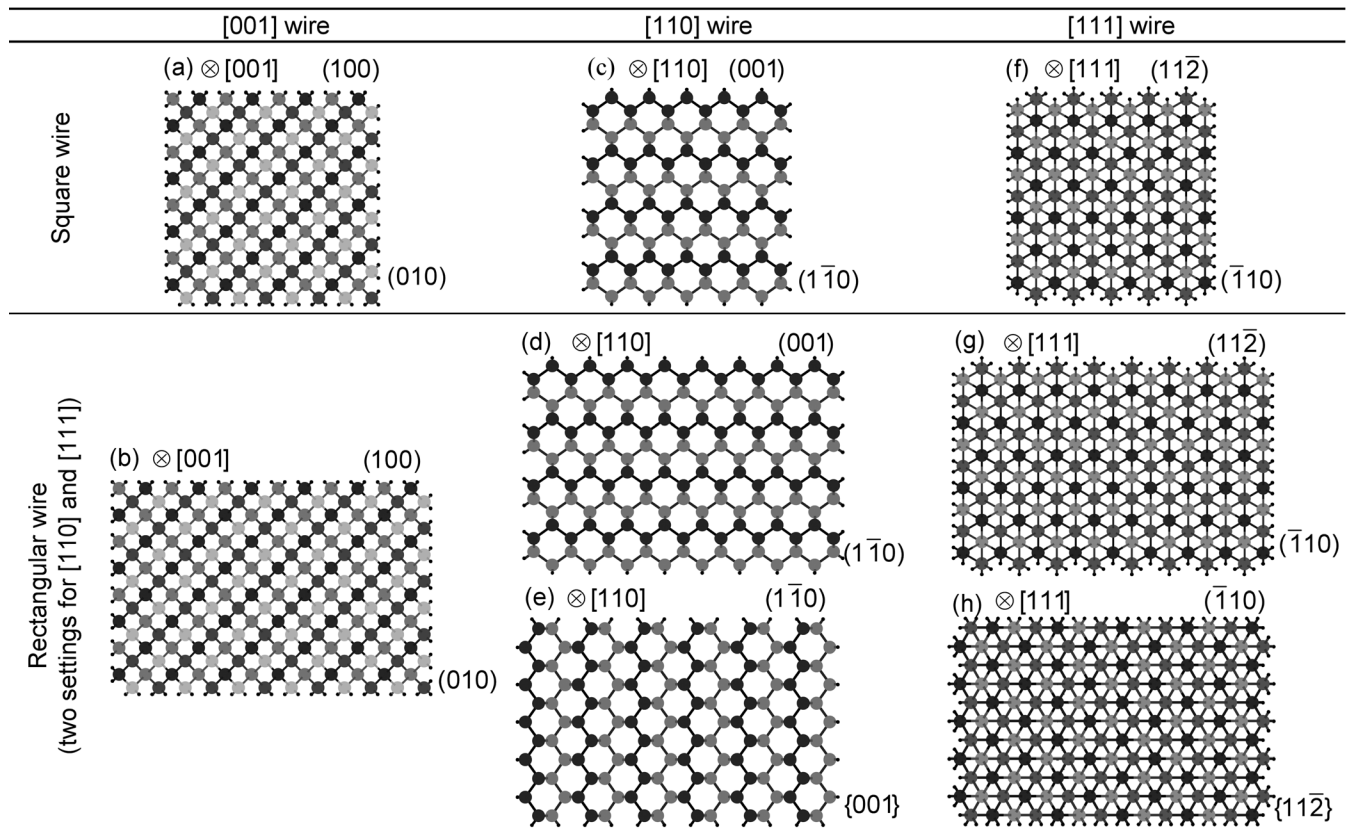 [001] wire [110] wire [111] wire
Square wire
(a) ⊗ [001] (100)
(010)
(c) ⊗ [110] (001)
(11̅0)
(f) ⊗ [111] (112̅)
(1̅10)
Rectangular wire
(two settings for [110] and [111])
(b) ⊗ [001] (100)
(010)
(d) ⊗ [110] (001)
(11̅0)
(e) ⊗ [110] (11̅0)
{001}
(g) ⊗ [111] (112̅)
(1̅10)
(h) ⊗ [111] (1̅10)
{112̅}